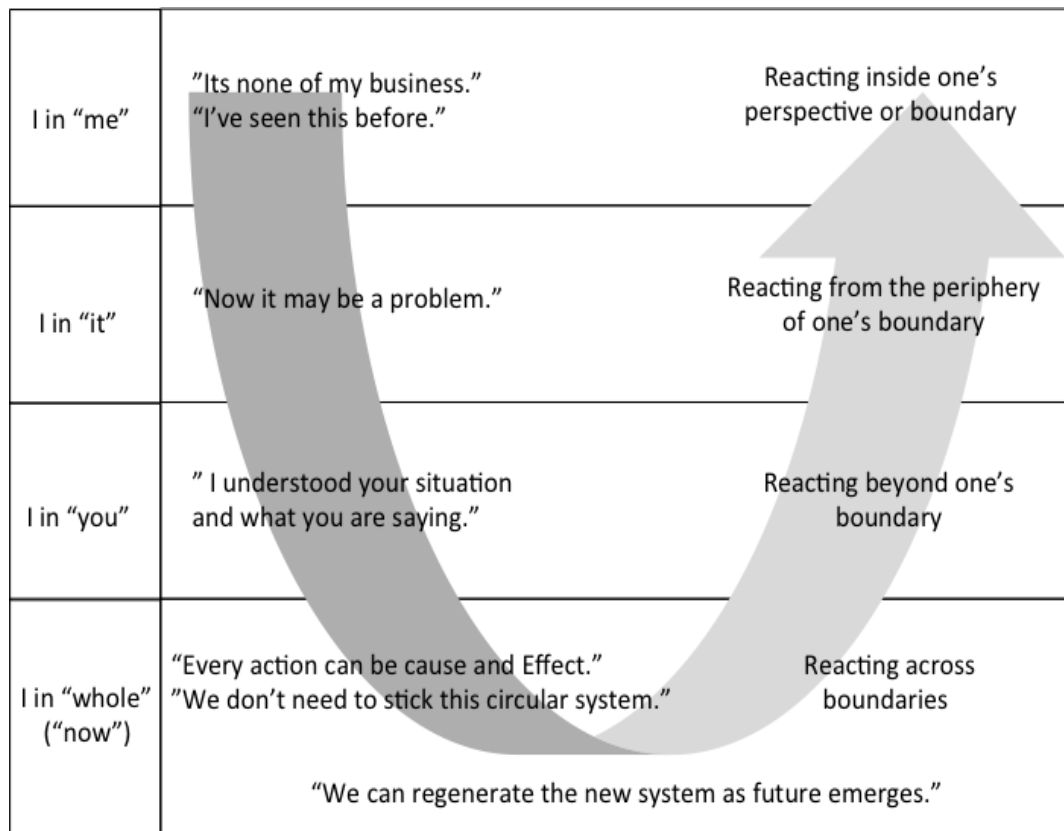 I in “me”
”Its none of my business.”
“I’ve seen this before.”
Reacting inside one’s
perspective or boundary
I in “it”
“Now it may be a problem.”
Reacting from the periphery
of one’s boundary
I in “you”
” I understood your situation
and what you are saying.”
Reacting beyond one’s
boundary
I in “whole”
(“now”)
“Every action can be cause and Effect.”
”We don’t need to stick this circular system.”
Reacting across
boundaries
“We can regenerate the new system as future emerges.”